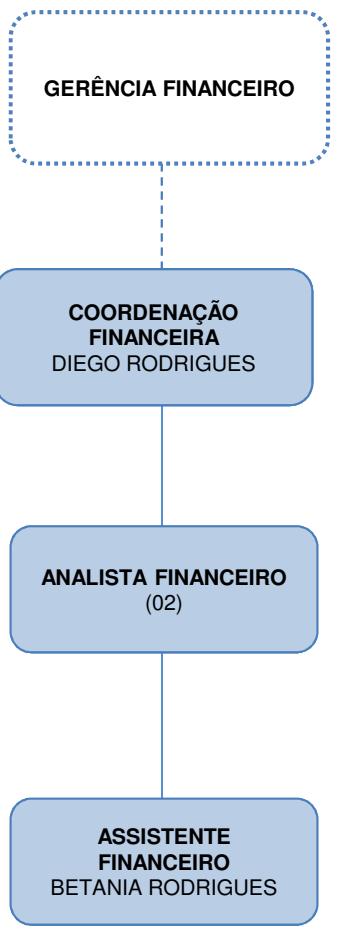 GERÊNCIA FINANCEIRO
COORDENAÇÃO
FINANCEIRA
DIEGO RODRIGUES
ANALISTA FINANCEIRO
(02)
ASSISTENTE
FINANCEIRO
BETANIA RODRIGUES